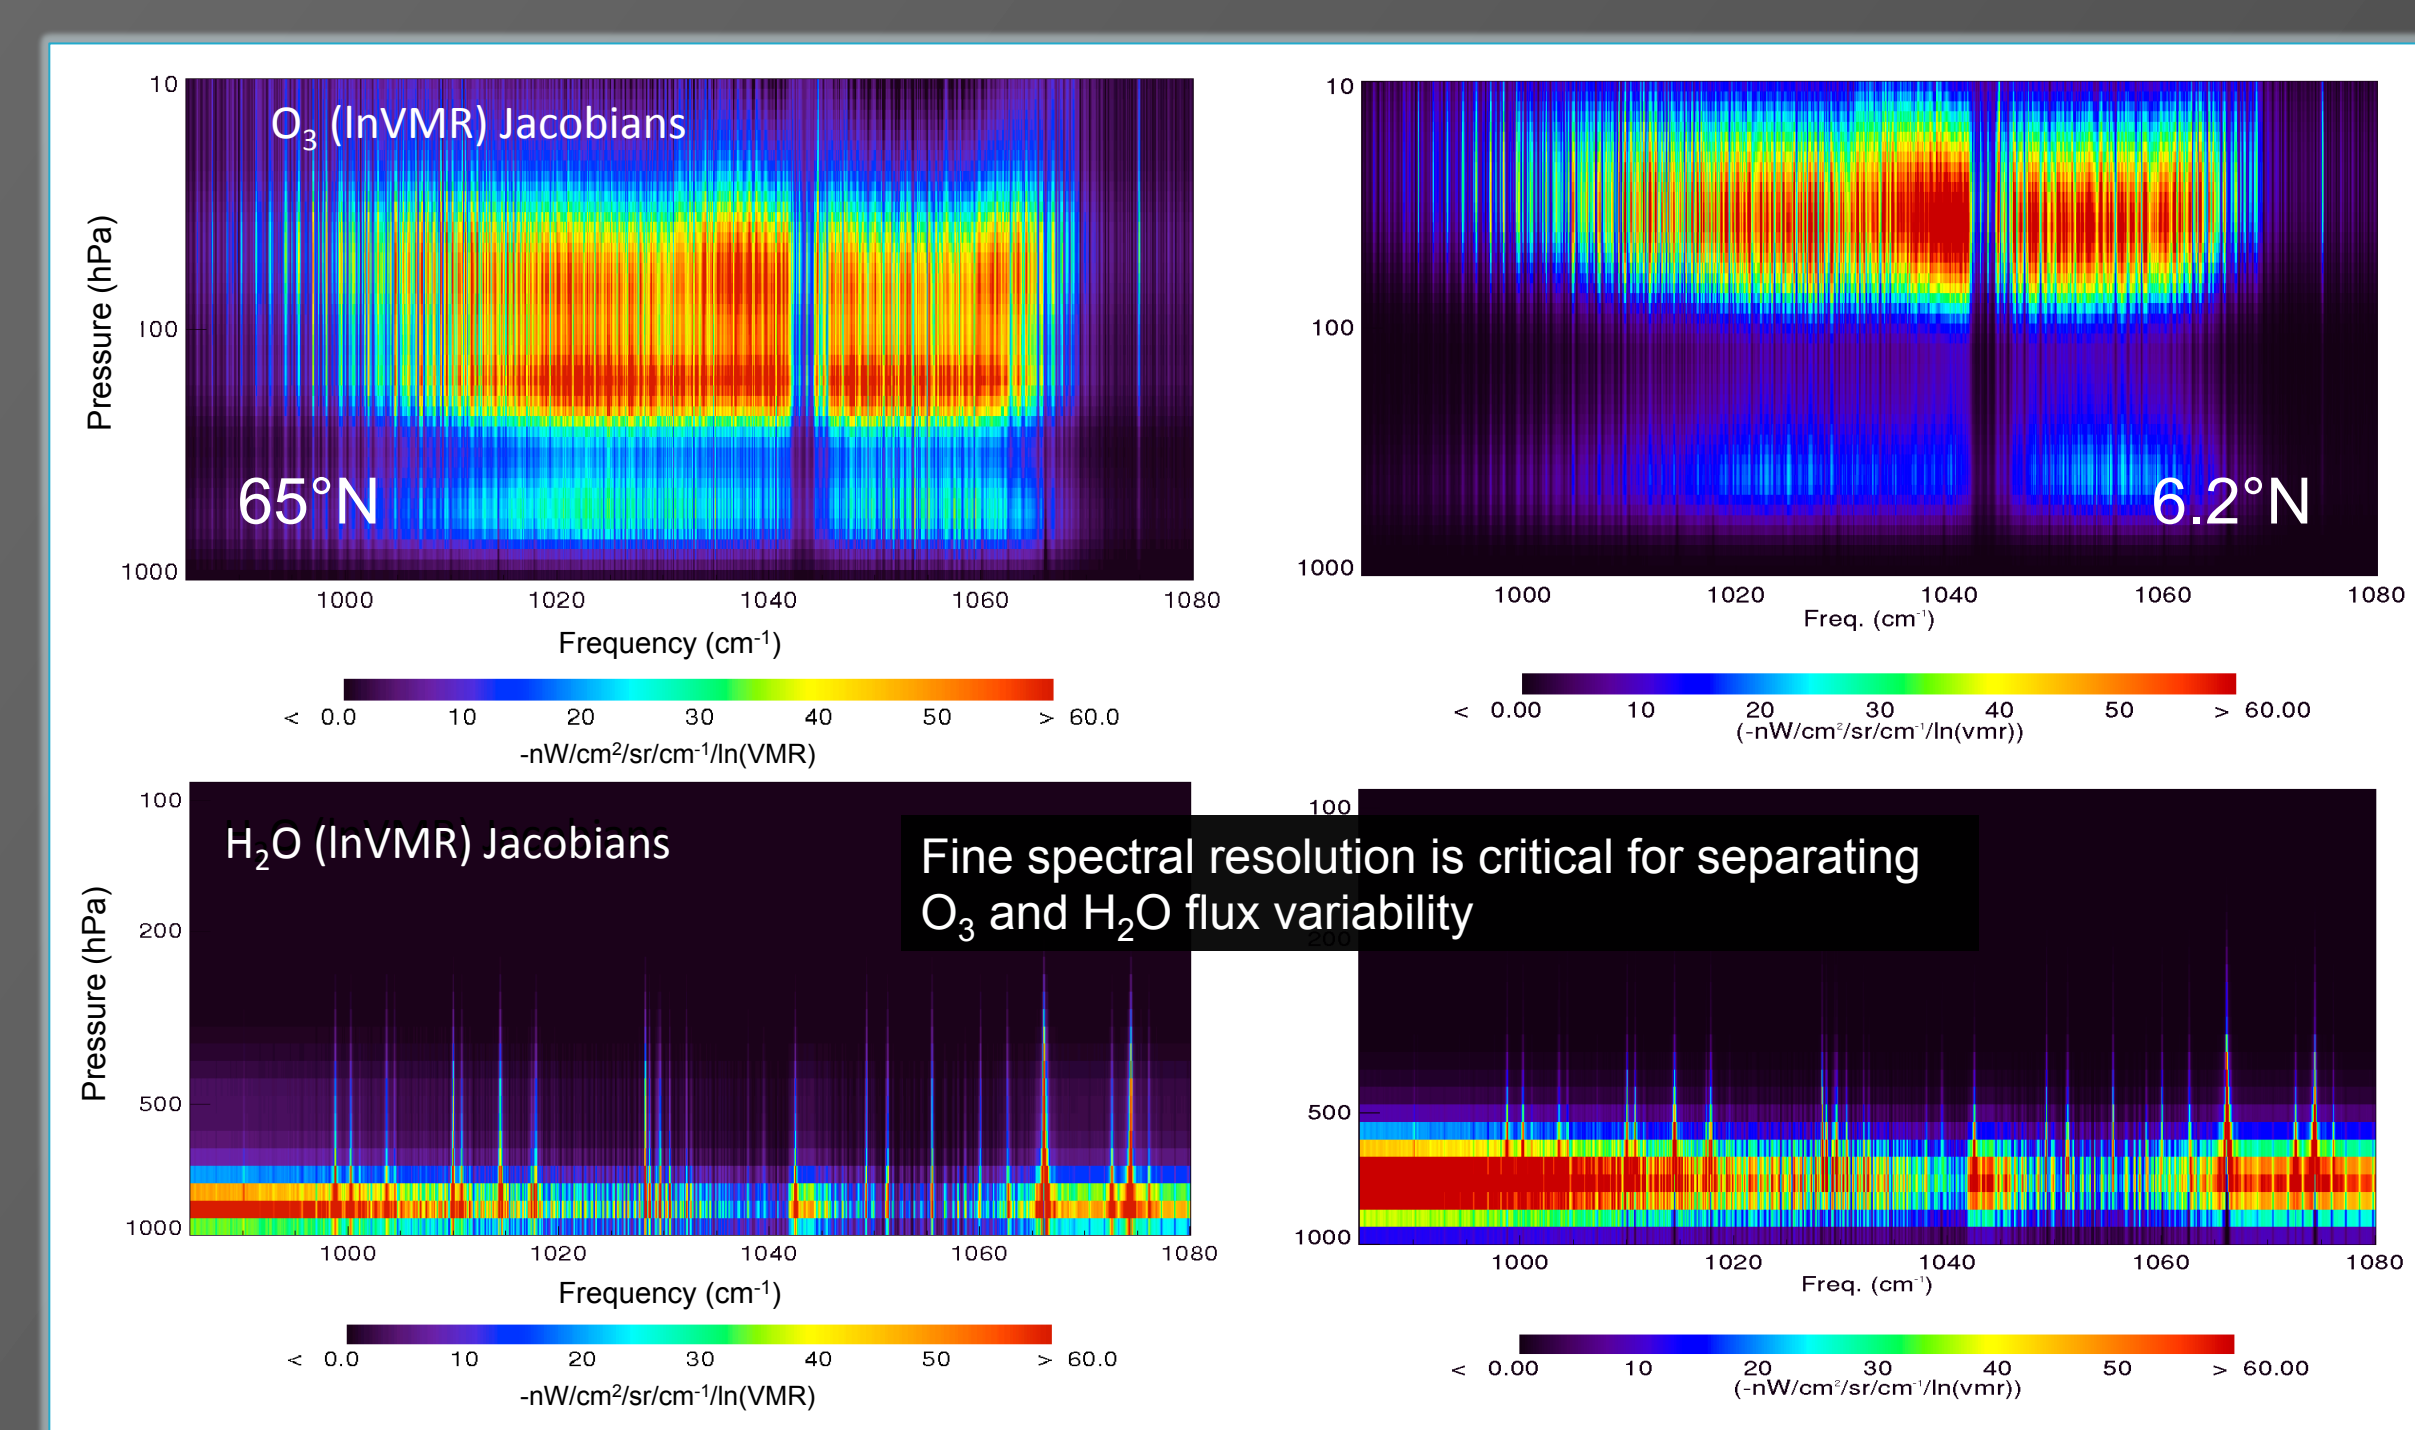 10
O₃ (lnVMR) Jacobians
Pressure (hPa)
100
65°N
1000
1000 1020 1040 1060 1080
Frequency (cm⁻¹)
< 0.0 10 20 30 40 50 > 60.0
-nW/cm²/sr/cm⁻¹/ln(VMR)
10
100
6.2°N
1000
1000 1020 1040 1060 1080
Freq. (cm⁻¹)
< 0.00 10 20 30 40 50 > 60.00
(-nW/cm²/sr/cm⁻¹/ln(vmr))
100
H₂O (lnVMR) Jacobians
Fine spectral resolution is critical for separating
O₃ and H₂O flux variability
Pressure (hPa)
200
500
1000
1000 1020 1040 1060 1080
Frequency (cm⁻¹)
< 0.0 10 20 30 40 50 > 60.0
-nW/cm²/sr/cm⁻¹/ln(VMR)
100
200
500
1000
1000 1020 1040 1060 1080
Freq. (cm⁻¹)
< 0.00 10 20 30 40 50 > 60.00
(-nW/cm²/sr/cm⁻¹/ln(vmr))